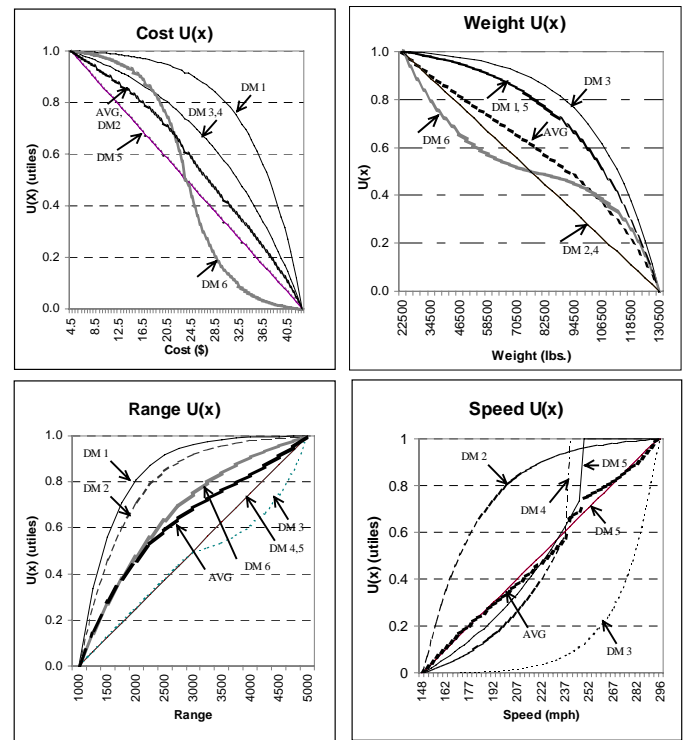 Cost U(x)
U(X) (utiles)
1.0
0.8
0.6
0.4
0.2
0.0
DM 1
DM 3,4
AVG,
DM2
DM 5
DM 6
4.5
8.5
12.5
16.5
20.5
24.5
28.5
32.5
36.5
40.5
Cost ($)
Weight U(x)
U(x)
1.0
0.8
0.6
0.4
0.2
0.0
DM 3
DM 1, 5
AVG
DM 6
DM 2,4
22500
34500
46500
58500
70500
82500
94500
106500
118500
130500
Weight (lbs.)
Range U(x)
U(x) (utiles)
1.0
0.8
0.6
0.4
0.2
0.0
DM 1
DM 2
DM 3
DM 4,5
DM 6
AVG
1000
1500
2000
2500
3000
3500
4000
4500
5000
Range
Speed U(x)
U(x) (utiles)
1
0.8
0.6
0.4
0.2
0
DM 2
DM 5
DM 4
DM 5
AVG
DM 3
148
162
177
192
207
222
237
252
267
282
296
Speed (mph)